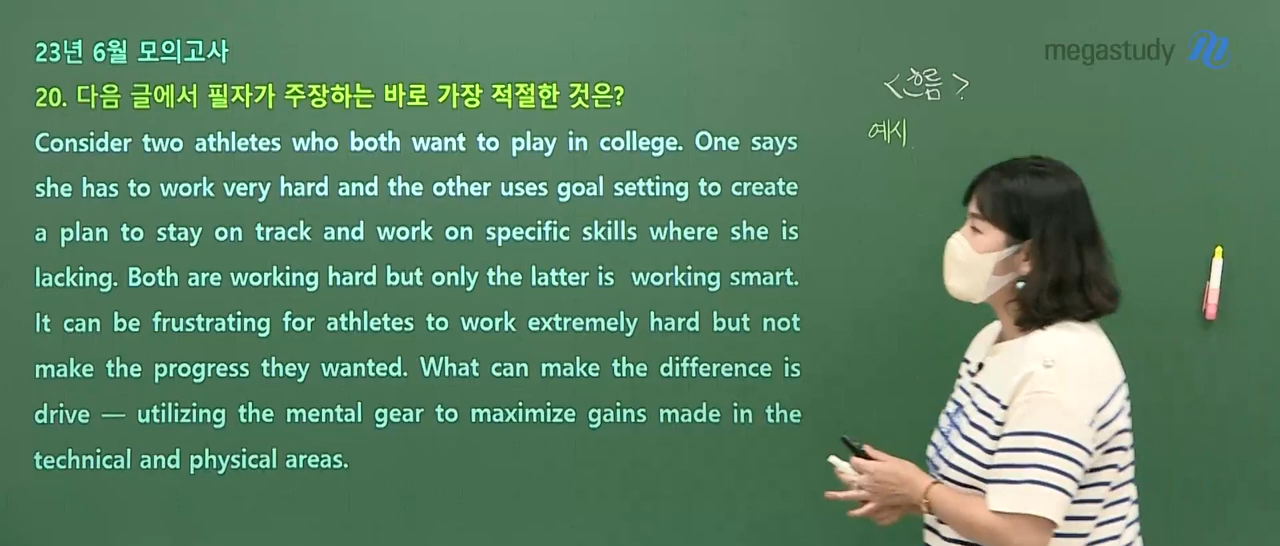 23년 6월 모의고사
megastudy
<흐름>
20. 다음 글에서 필자가 주장하는 바로 가장 적절한 것은?
예시
Consider two athletes who both want to play in college. One says
she has to work very hard and the other uses goal setting to create
a plan to stay on track and work on specific skills where she is
lacking. Both are working hard but only the latter is working smart.
It can be frustrating for athletes to work extremely hard but not
make the progress they wanted. What can make the difference is
drive — utilizing the mental gear to maximize gains made in the
technical and physical areas.